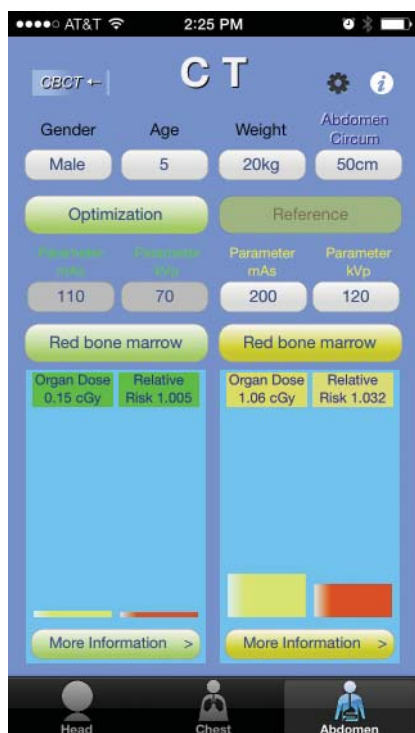 AT&T 2:25 PM
CBCT ← CT i
Gender Age Weight Abdomen Circum
Male 5 20kg 50cm
Optimization Reference
Parameter mAs Parameter kVp Parameter mAs Parameter kVp
110 70 200 120
Red bone marrow Red bone marrow
Organ Dose Relative Organ Dose Relative
0.15 cGy Risk 1.005 1.06 cGy Risk 1.032
More Information > More Information >
Head Chest Abdomen